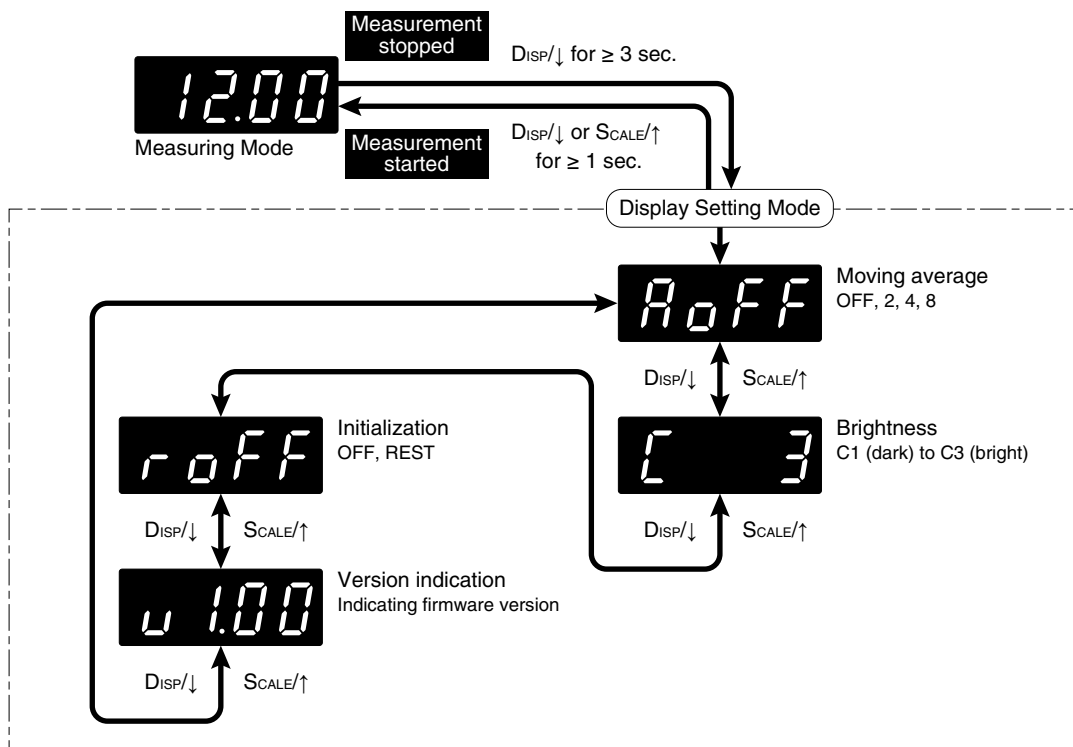 Measurement
stopped
DISP/↓ for ≥ 3 sec.
12.00
Measuring Mode
Measurement
started
DISP/↓ or SCALE/↑
for ≥ 1 sec.
Display Setting Mode
AoFF
Moving average
OFF, 2, 4, 8
DISP/↓ SCALE/↑
roFF
Initialization
OFF, REST
C 3
Brightness
C1 (dark) to C3 (bright)
DISP/↓ SCALE/↑
DISP/↓ SCALE/↑
v 1.00
Version indication
Indicating firmware version
DISP/↓ SCALE/↑